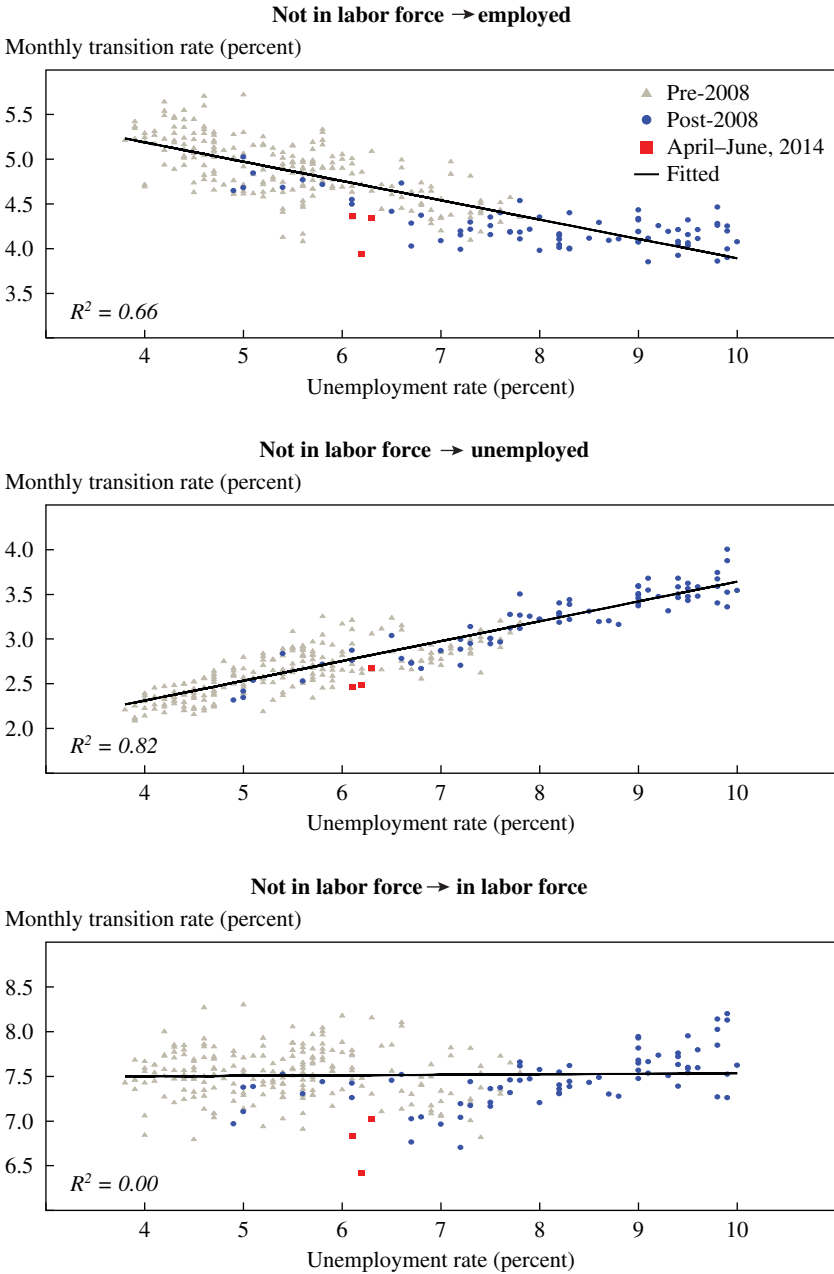 Not in labor force → employed
Monthly transition rate (percent)
Pre-2008
Post-2008
April–June, 2014
Fitted
5.5
5.0
4.5
4.0
3.5
R² = 0.66
4 5 6 7 8 9 10
Unemployment rate (percent)
Not in labor force → unemployed
Monthly transition rate (percent)
4.0
3.5
3.0
2.5
2.0
R² = 0.82
4 5 6 7 8 9 10
Unemployment rate (percent)
Not in labor force → in labor force
Monthly transition rate (percent)
8.5
8.0
7.5
7.0
6.5
R² = 0.00
4 5 6 7 8 9 10
Unemployment rate (percent)